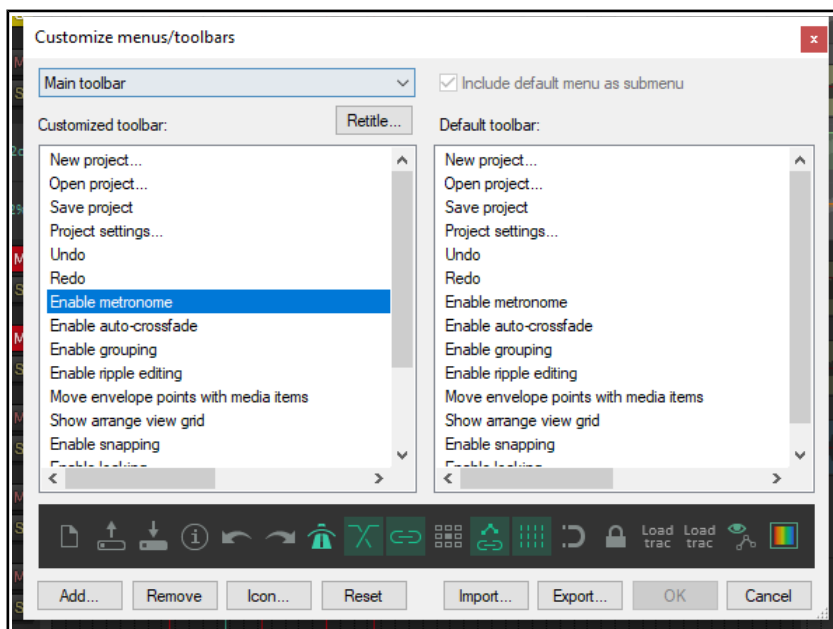 Customize menus/toolbars
Main toolbar
Include default menu as submenu
Customized toolbar:
Retitle...
Default toolbar:
New project...
Open project...
Save project
Project settings...
Undo
Redo
Enable metronome
Enable auto-crossfade
Enable grouping
Enable ripple editing
Move envelope points with media items
Show arrange view grid
Enable snapping
New project...
Open project...
Save project
Project settings...
Undo
Redo
Enable metronome
Enable auto-crossfade
Enable grouping
Enable ripple editing
Move envelope points with media items
Show arrange view grid
Enable snapping
Load Load
trac trac
Add...
Remove
Icon...
Reset
Import...
Export...
OK
Cancel